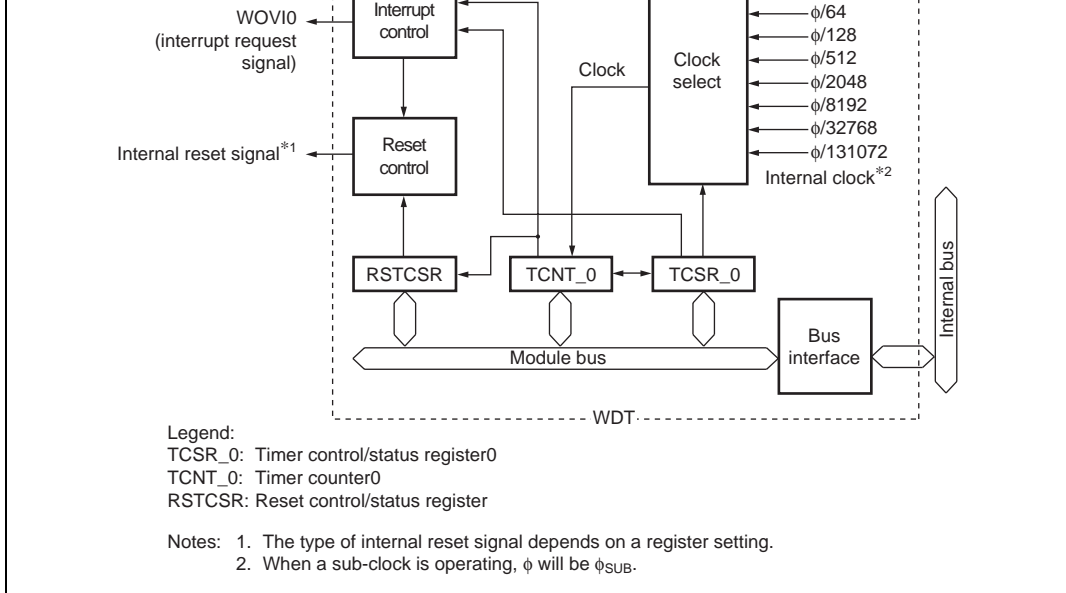 WOVI0
(interrupt request
signal)
Interrupt
control
Clock
Clock
select
ϕ/64
ϕ/128
ϕ/512
ϕ/2048
ϕ/8192
ϕ/32768
ϕ/131072
Internal clock*2
Internal reset signal*1
Reset
control
RSTCSR
TCNT_0
TCSR_0
Module bus
Bus
interface
Internal bus
WDT
Legend:
TCSR_0: Timer control/status register0
TCNT_0: Timer counter0
RSTCSR: Reset control/status register
Notes: 1. The type of internal reset signal depends on a register setting.
2. When a sub-clock is operating, ϕ will be ϕSUB.